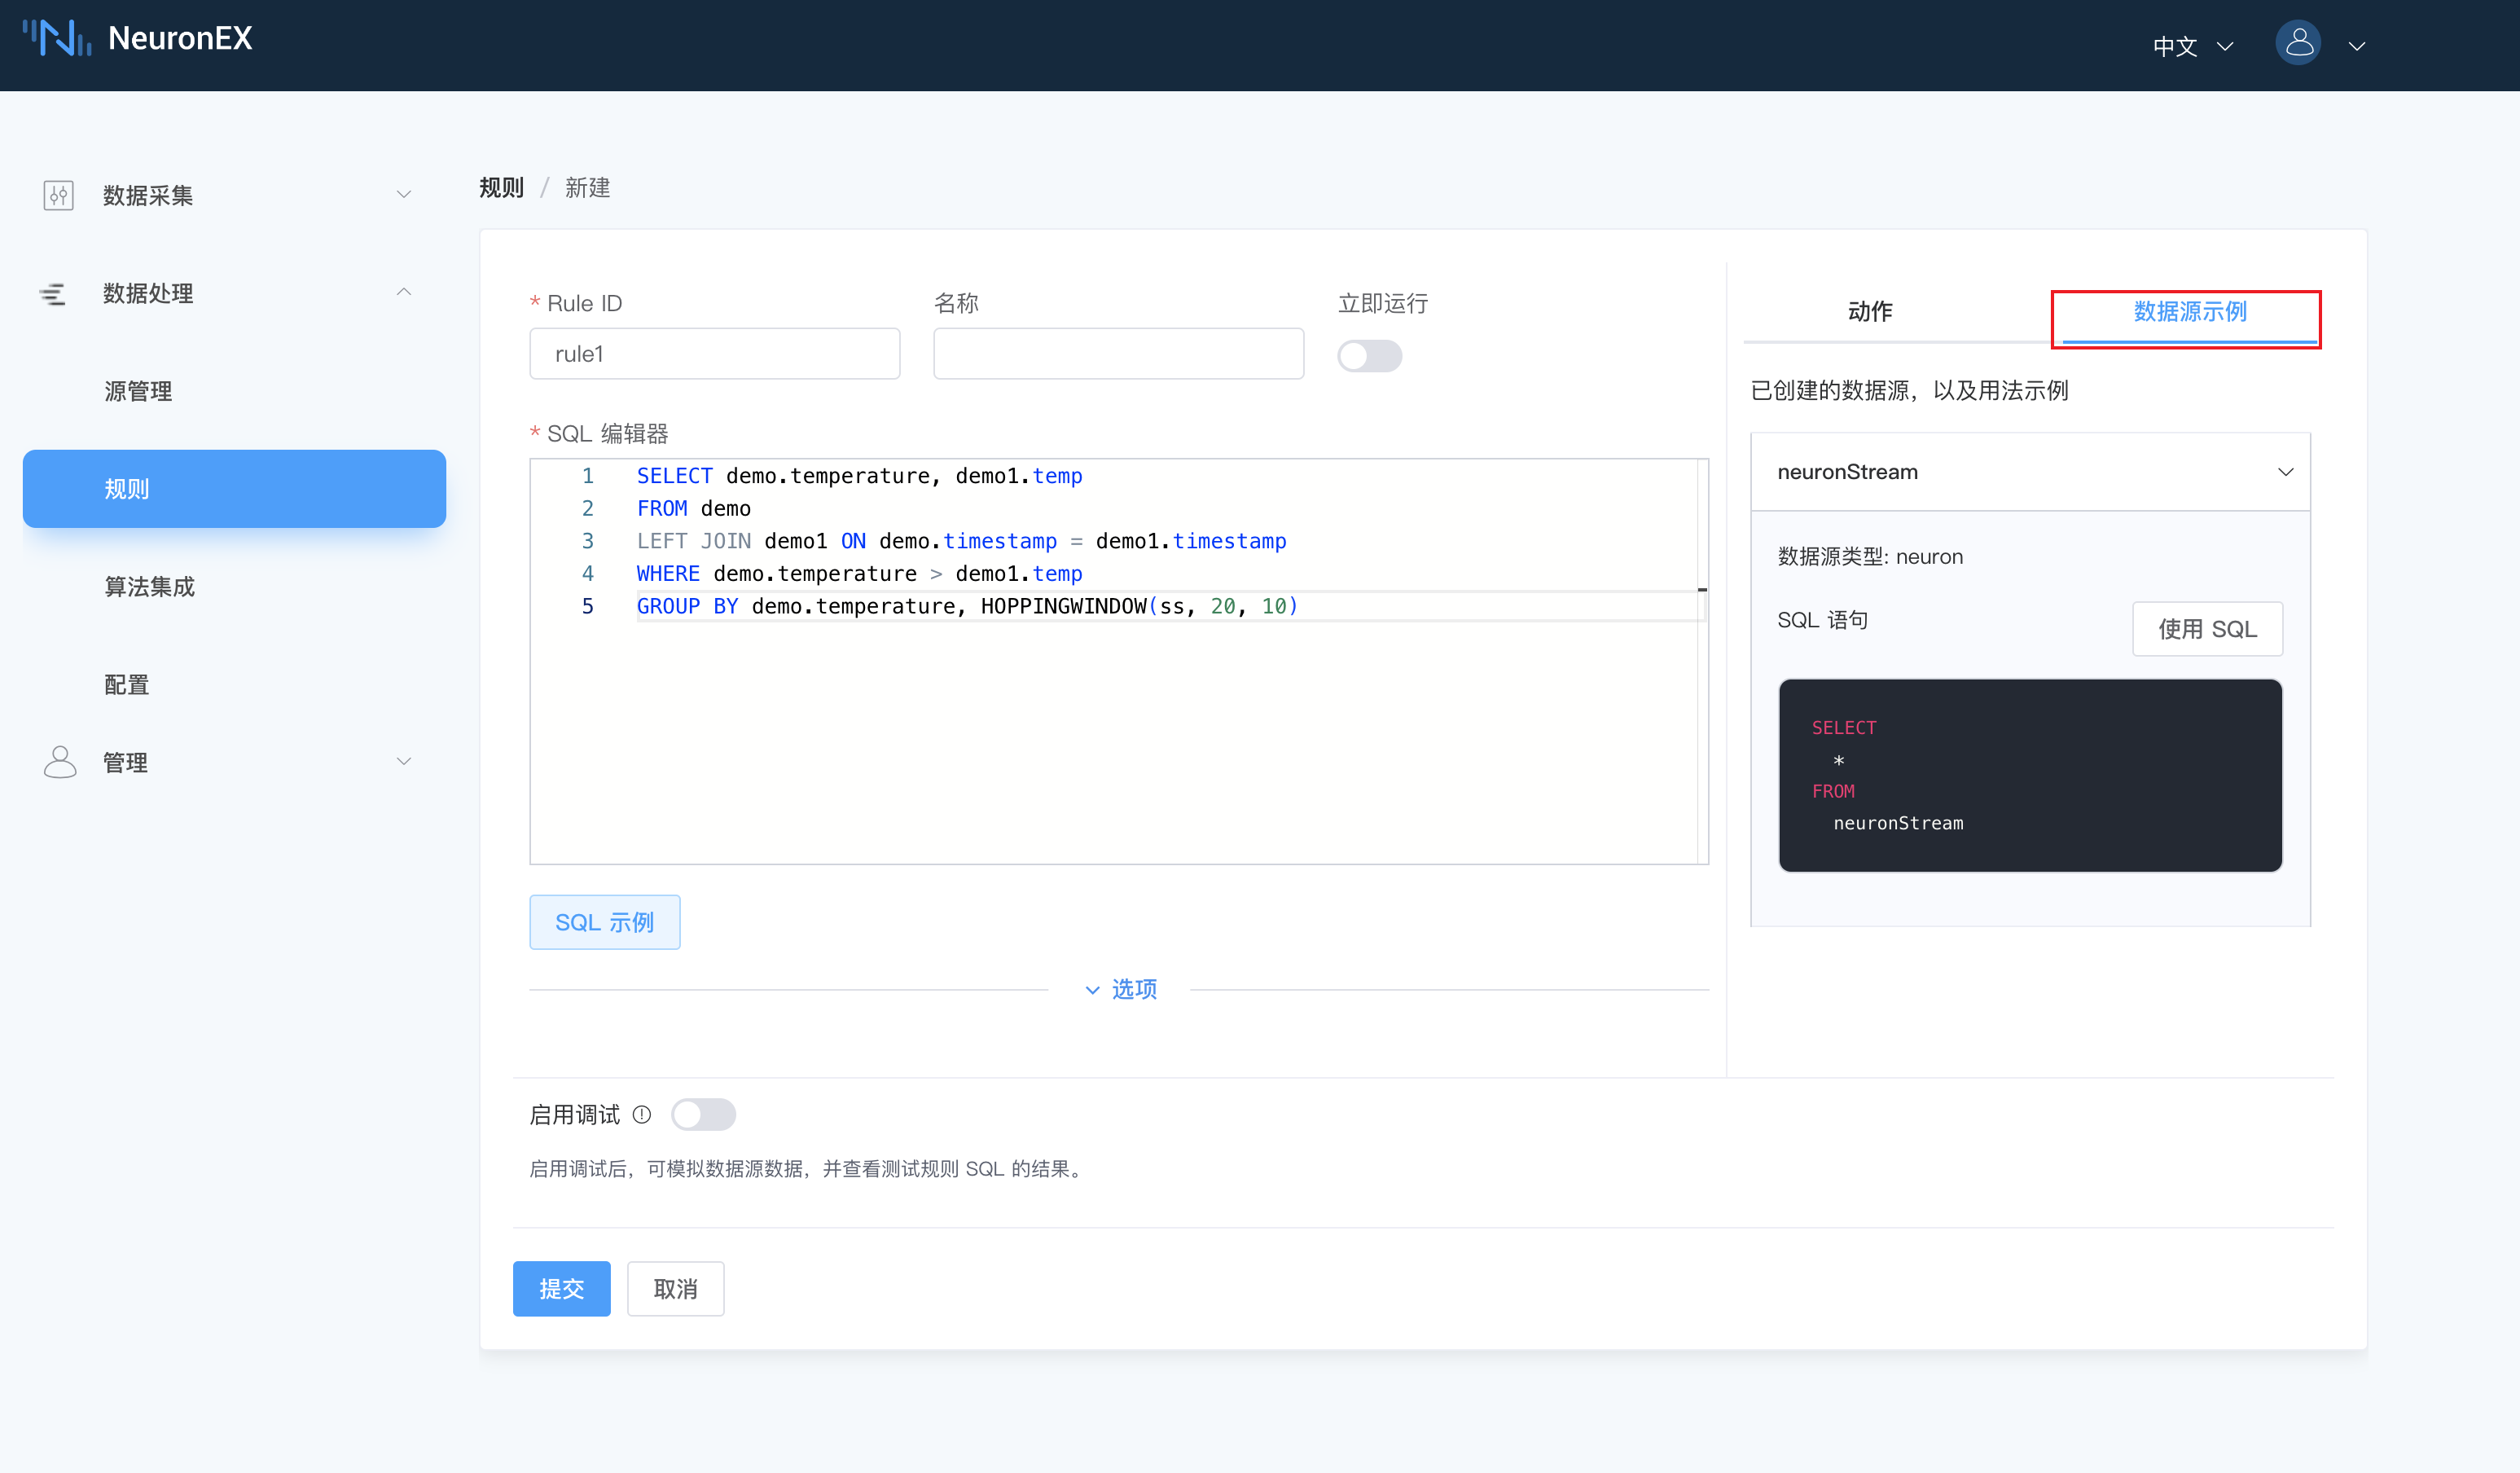 NeuronEX
中文
数据采集
数据处理
源管理
规则
算法集成
配置
管理
规则 / 新建
* Rule ID
名称
立即运行
rule1
* SQL 编辑器
1 SELECT demo.temperature, demo1.temp
2 FROM demo
3 LEFT JOIN demo1 ON demo.timestamp = demo1.timestamp
4 WHERE demo.temperature > demo1.temp
5 GROUP BY demo.temperature, HOPPINGWINDOW(ss, 20, 10)
SQL 示例
选项
动作
数据源示例
已创建的数据源，以及用法示例
neuronStream
数据源类型: neuron
SQL 语句
使用 SQL
SELECT
*
FROM
neuronStream
启用调试
启用调试后，可模拟数据源数据，并查看测试规则 SQL 的结果。
提交
取消